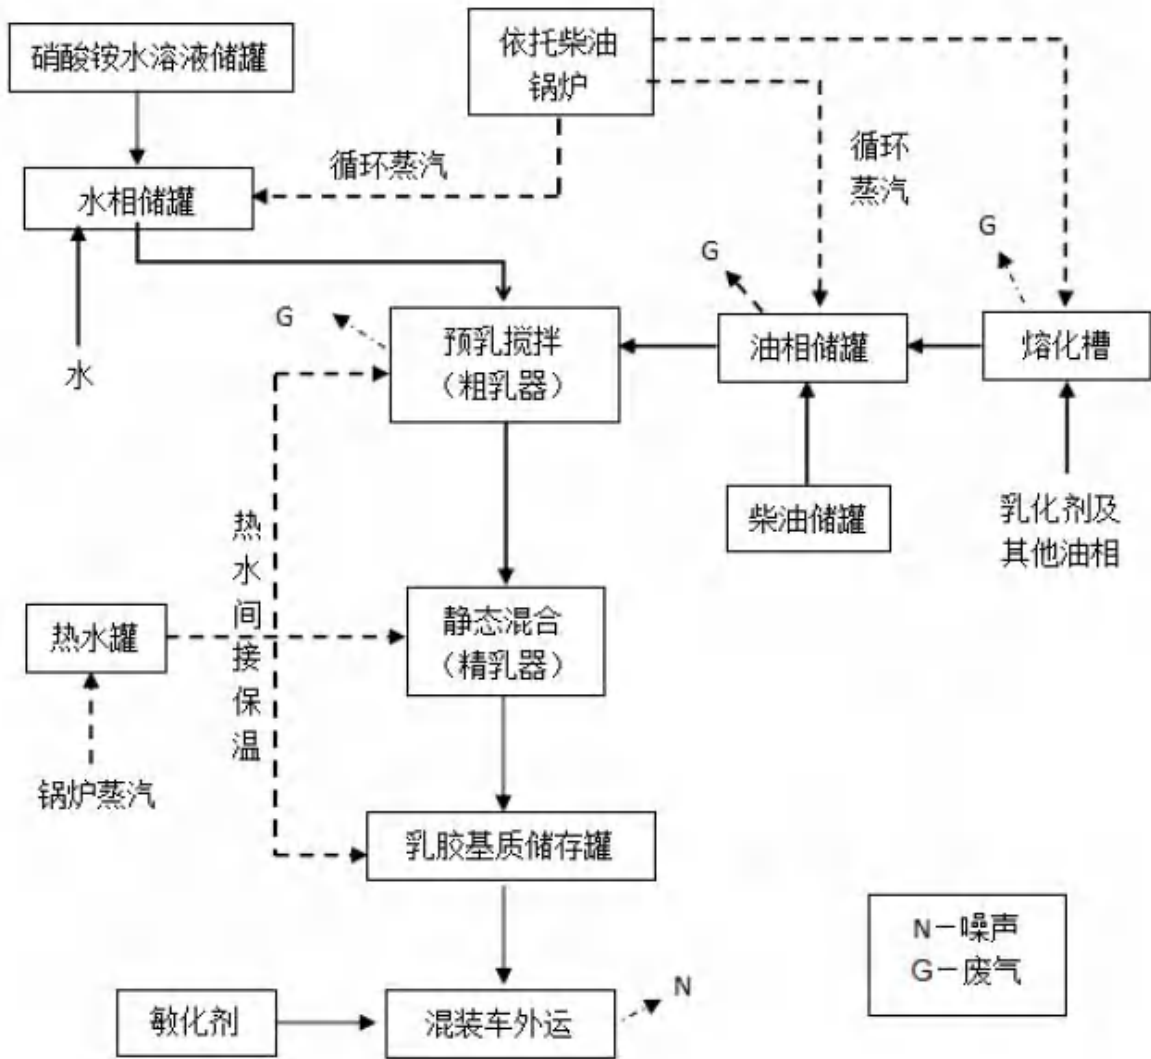 硝酸铵水溶液储罐
依托柴油
锅炉
循环蒸汽
循环
蒸汽
水相储罐
G
G
G
水
预乳搅拌
（粗乳器）
油相储罐
熔化槽
柴油储罐
乳化剂及
其他油相
热水间接保温
热水罐
静态混合
（精乳器）
锅炉蒸汽
乳胶基质储存罐
N－噪声
G－废气
敏化剂
混装车外运
N